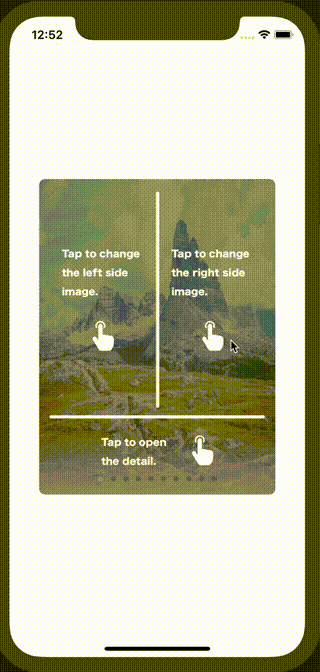 12:52
Tap to change
the left side
image.
Tap to change
the right side
image.
Tap to open
the detail.